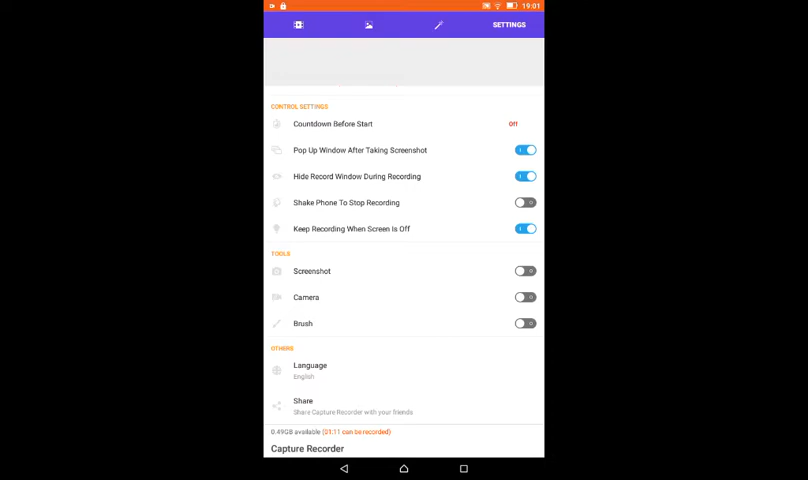 19:01
SETTINGS
CONTROL SETTINGS
Countdown Before Start
Off
Pop Up Window After Taking Screenshot
Hide Record Window During Recording
Shake Phone To Stop Recording
Keep Recording When Screen Is Off
TOOLS
Screenshot
Camera
Brush
OTHERS
Language
English
Share
Share Capture Recorder with your friends
0.49GB available (01:11 can be recorded)
Capture Recorder